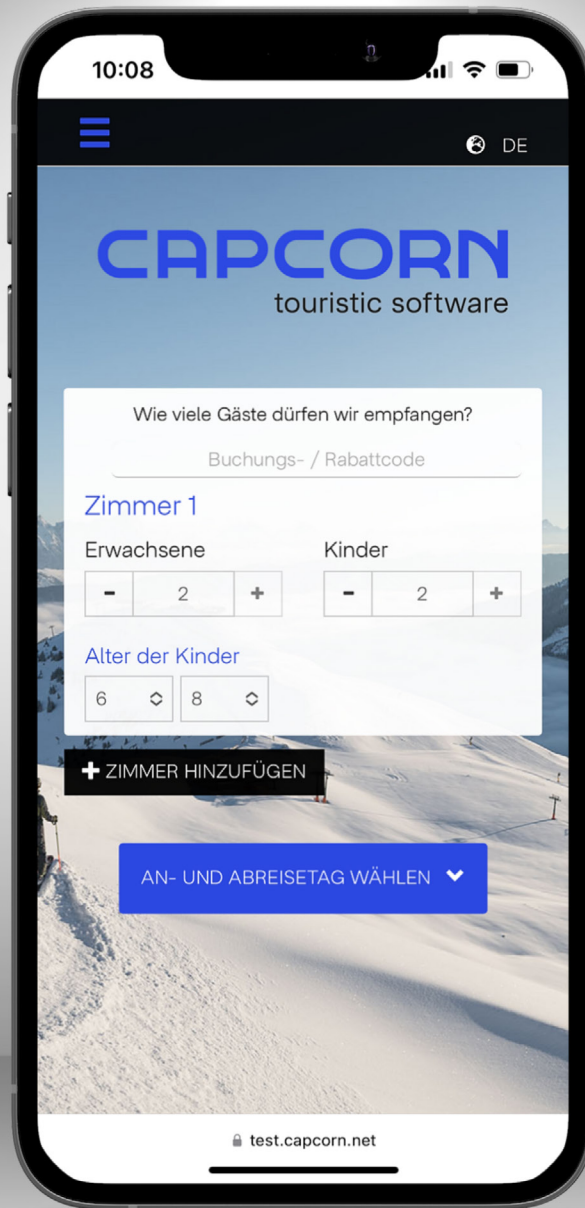 10:08
DE
CAPCORN
touristic software
Wie viele Gäste dürfen wir empfangen?
Buchungs- / Rabattcode
Zimmer 1
Erwachsene Kinder
- 2 + - 2 +
Alter der Kinder
6 8
+ ZIMMER HINZUFÜGEN
AN- UND ABREISETAG WÄHLEN
test.capcorn.net